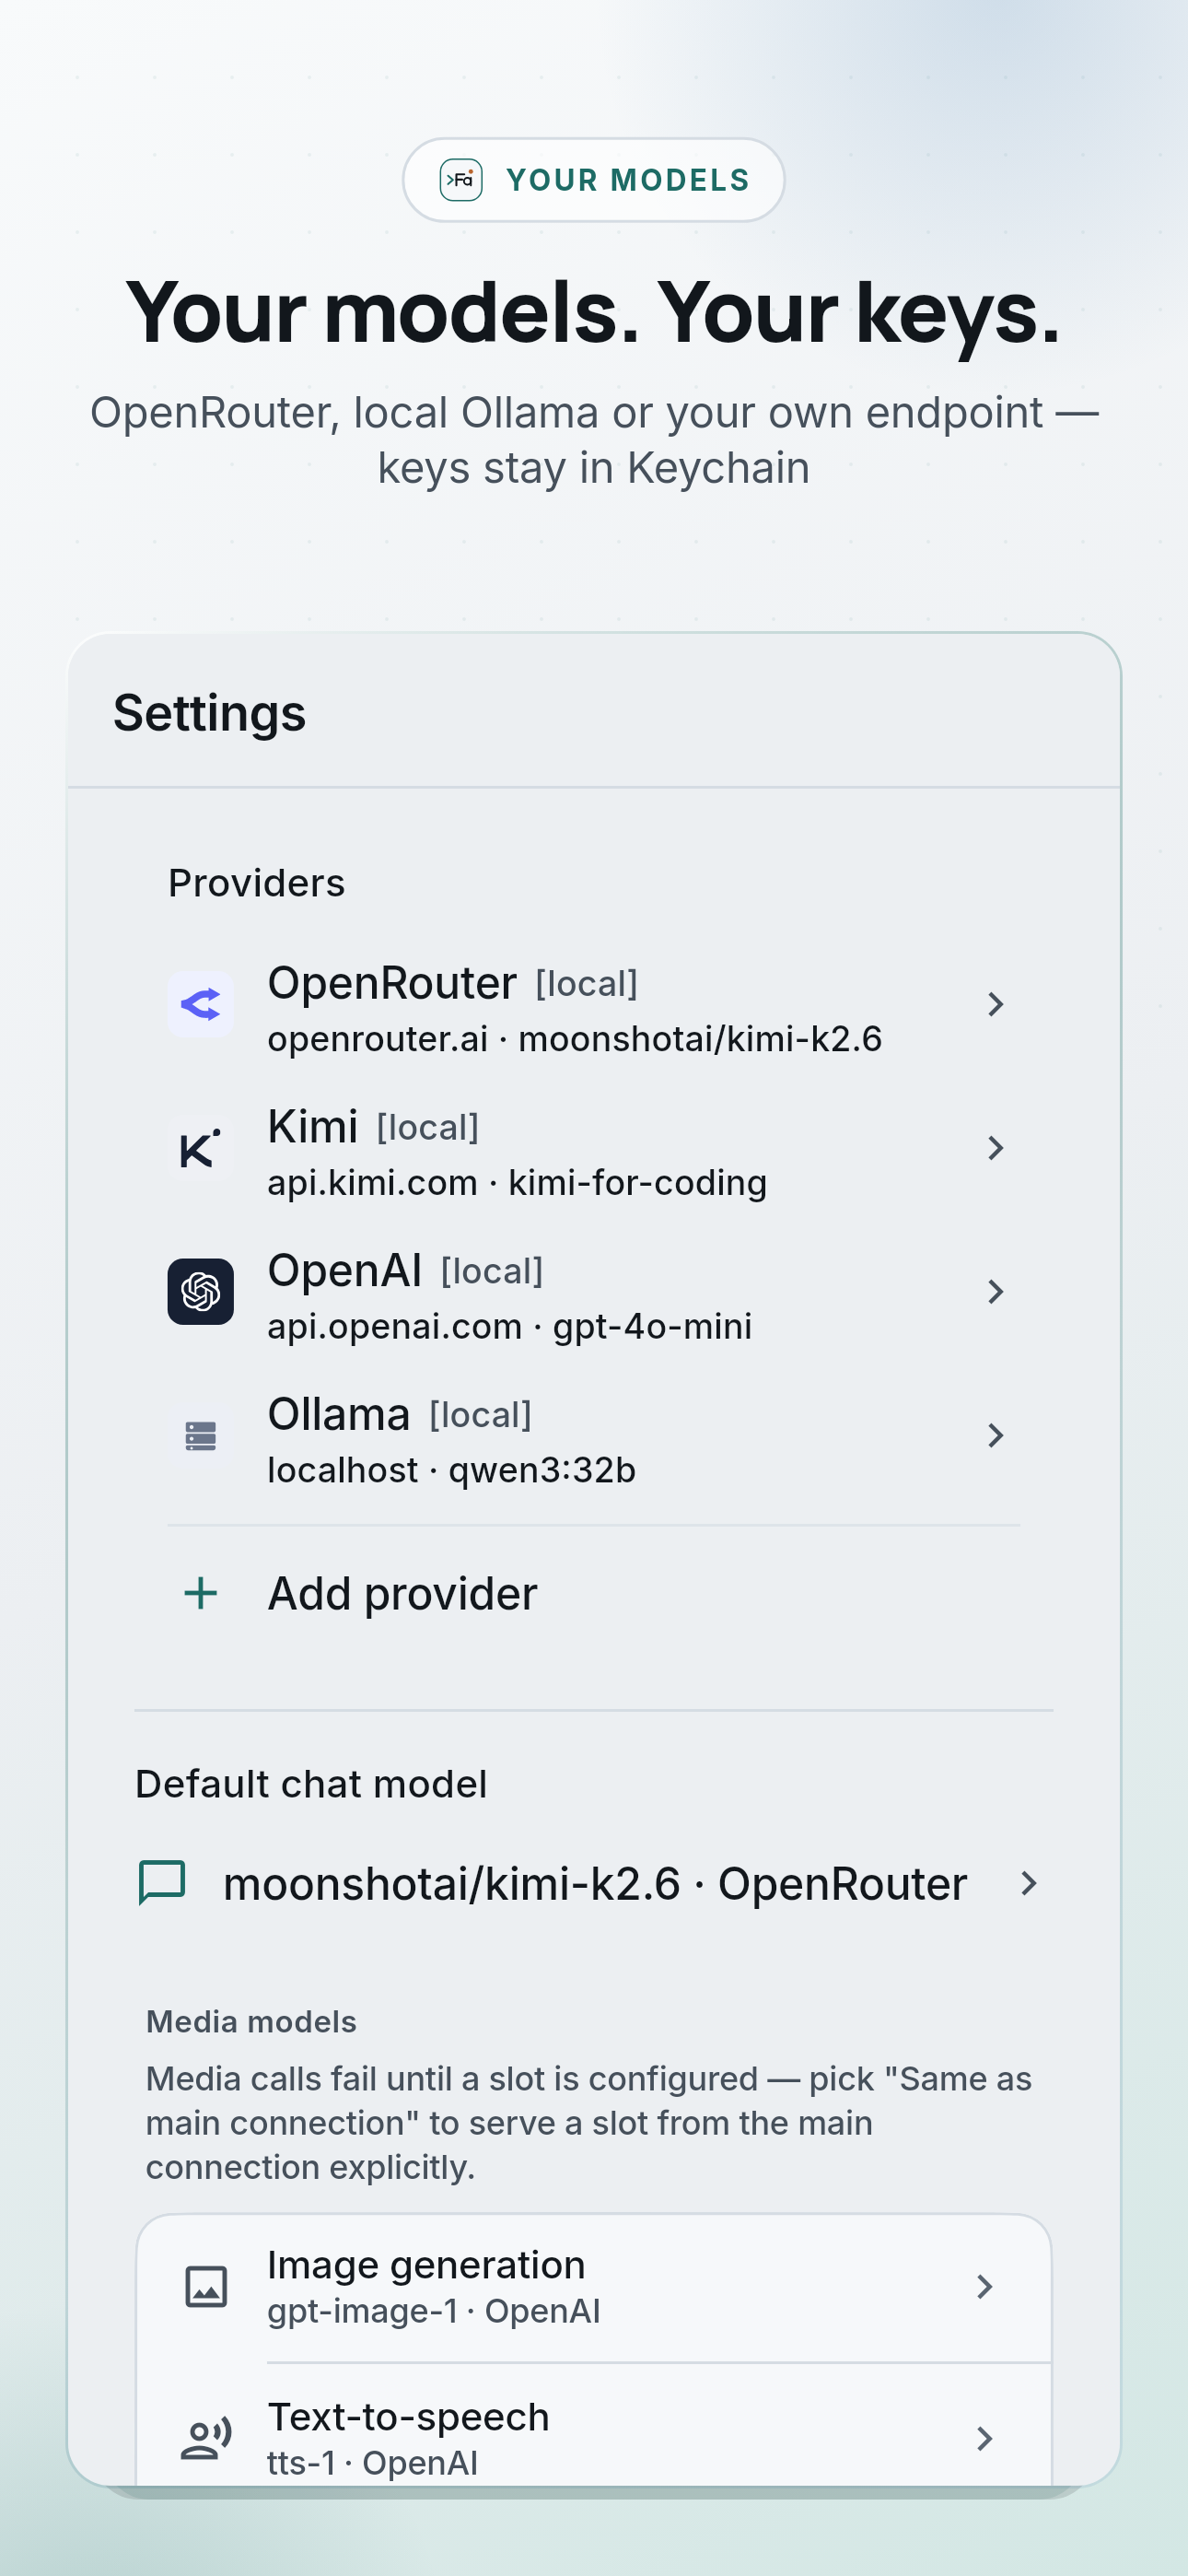 >Fa YOUR MODELS
Your models. Your keys.
OpenRouter, local Ollama or your own endpoint —
keys stay in Keychain
Settings
Providers
OpenRouter [local]
openrouter.ai · moonshotai/kimi-k2.6
Kimi [local]
api.kimi.com · kimi-for-coding
OpenAI [local]
api.openai.com · gpt-4o-mini
Ollama [local]
localhost · qwen3:32b
Add provider
Default chat model
moonshotai/kimi-k2.6 · OpenRouter
Media models
Media calls fail until a slot is configured — pick "Same as
main connection" to serve a slot from the main
connection explicitly.
Image generation
gpt-image-1 · OpenAI
Text-to-speech
tts-1 · OpenAI